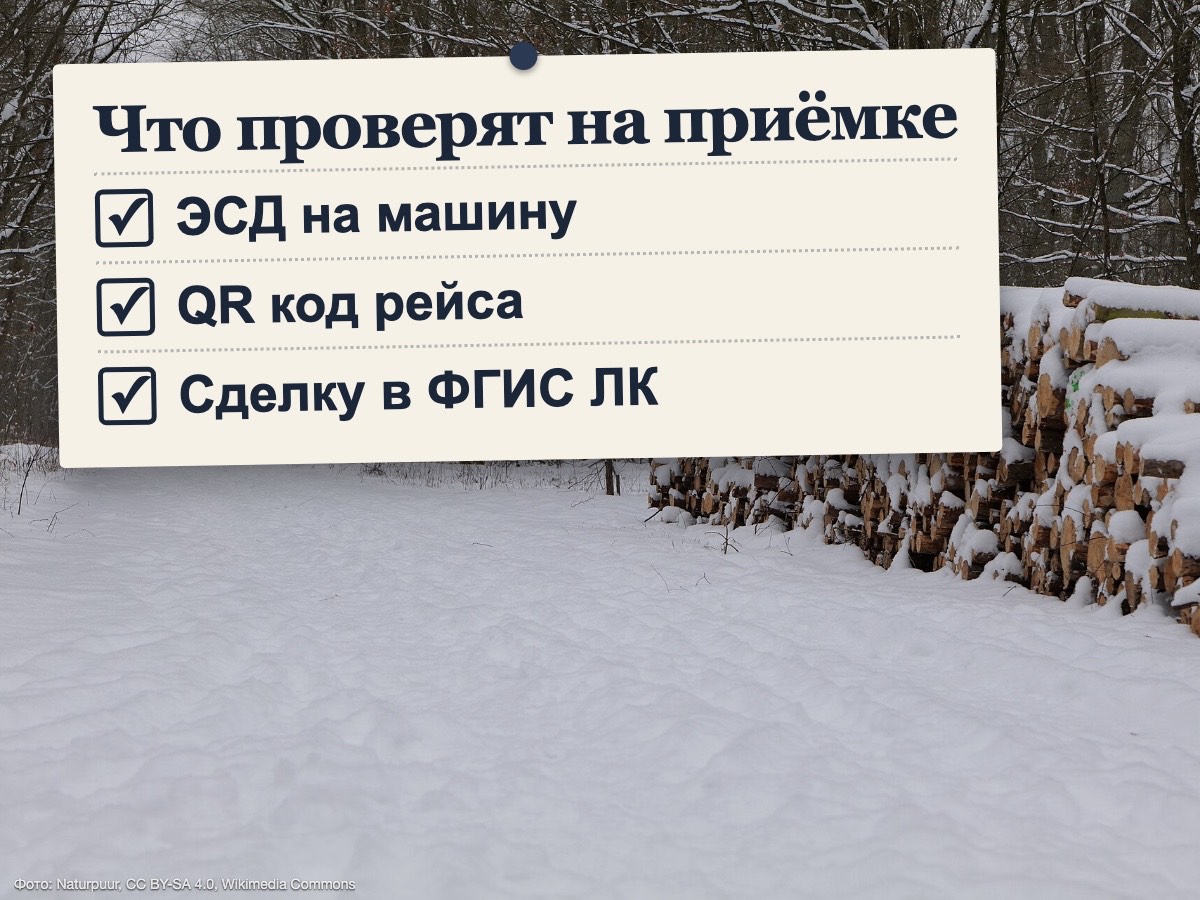 Что проверят на приёмке
ЭСД на машину
QR код рейса
Сделку в ФГИС ЛК
Фото: Naturpuur, CC BY-SA 4.0, Wikimedia Commons